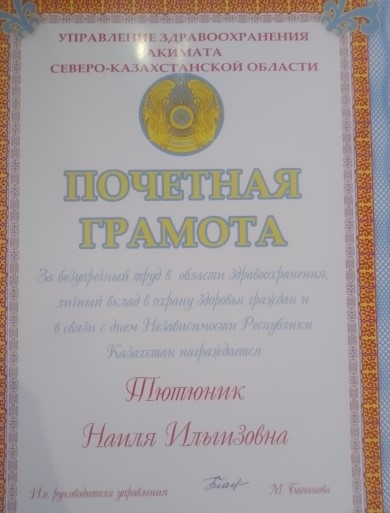 УПРАВЛЕНИЕ ЗДРАВООХРАНЕНИЯ
АКИМАТА
СЕВЕРО-КАЗАХСТАНСКОЙ ОБЛАСТИ
ПОЧЕТНАЯ
ГРАМОТА
За безупречный труд в области здравоохранения,
личный вклад в охрану здоровья граждан и
в связи с днем Независимости Республики
Казахстан награждается
Тютюник
Наиля Ильгизовна
И.о. руководителя управления М. Бапанова